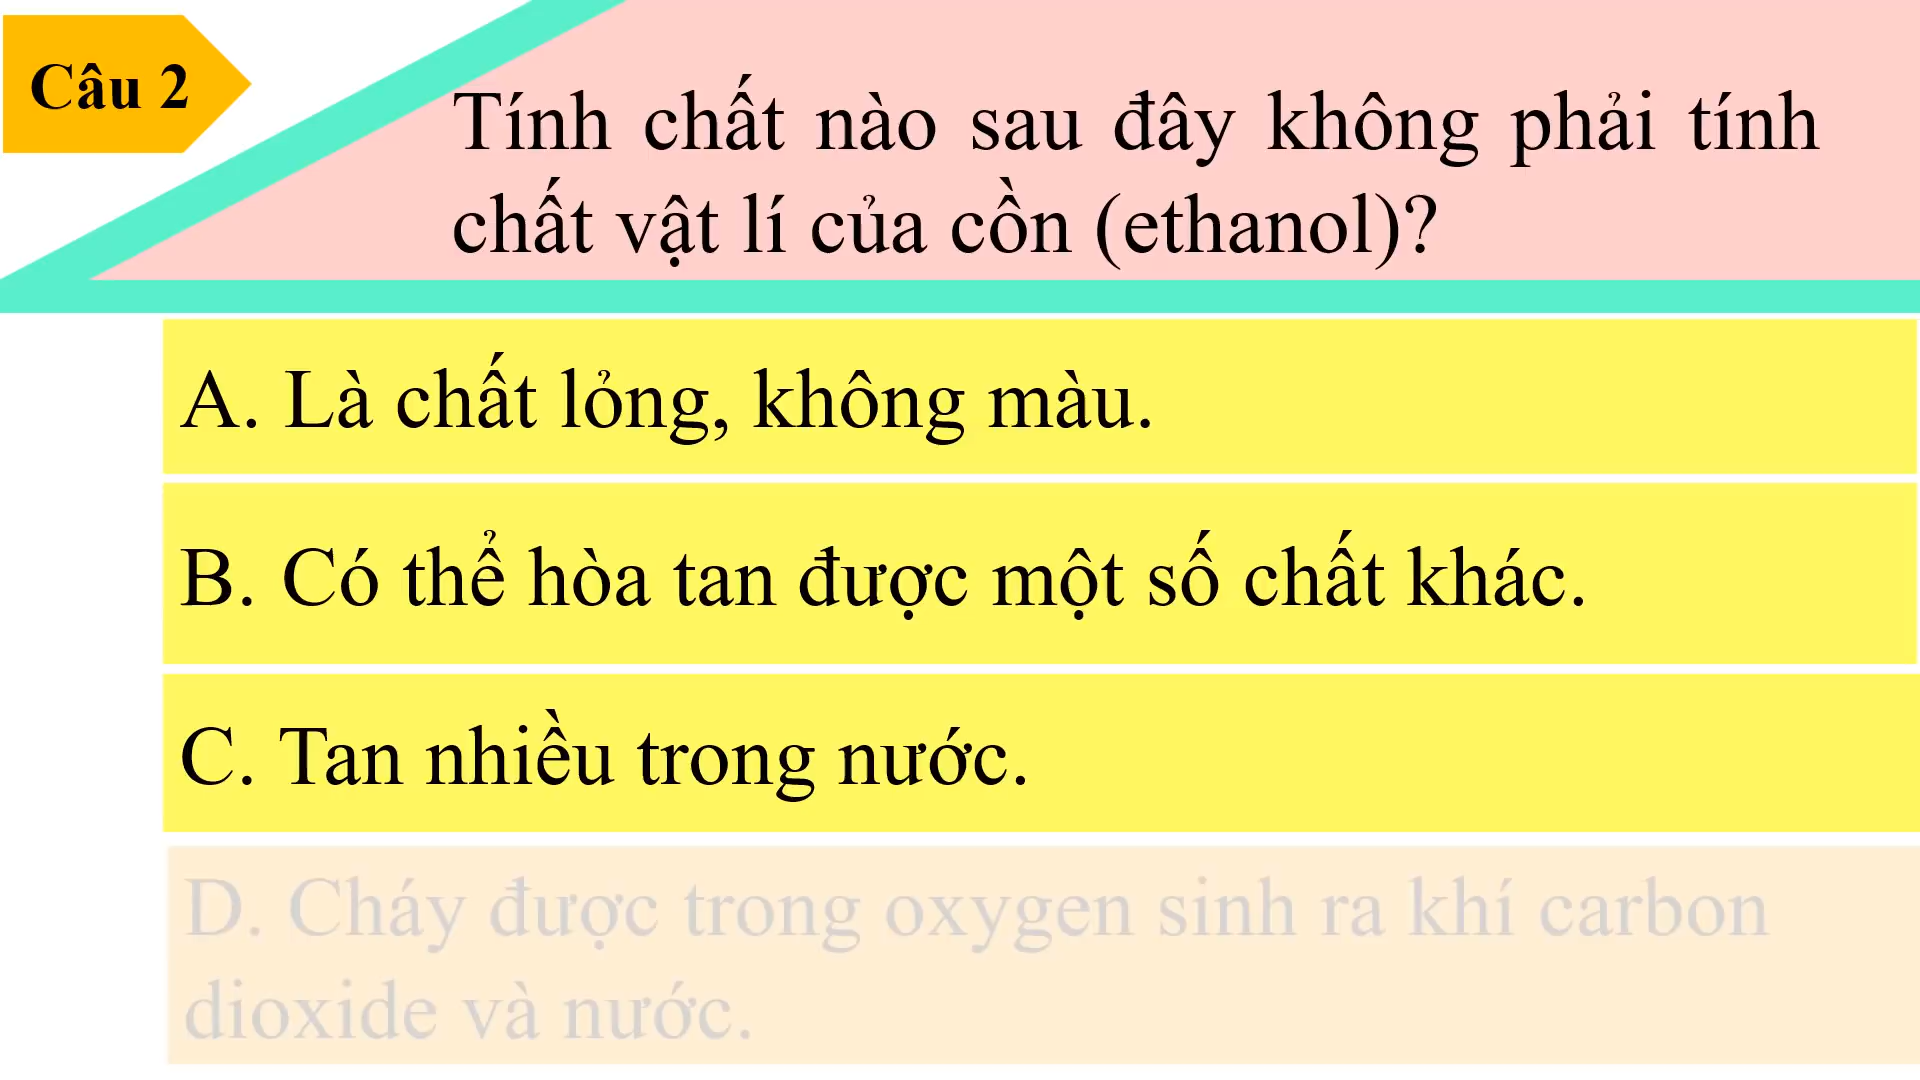 Câu 2
Tính chất nào sau đây không phải tính
chất vật lí của cồn (ethanol)?
A. Là chất lỏng, không màu.
B. Có thể hòa tan được một số chất khác.
C. Tan nhiều trong nước.
D. Cháy được trong oxygen sinh ra khí carbon
dioxide và nước.